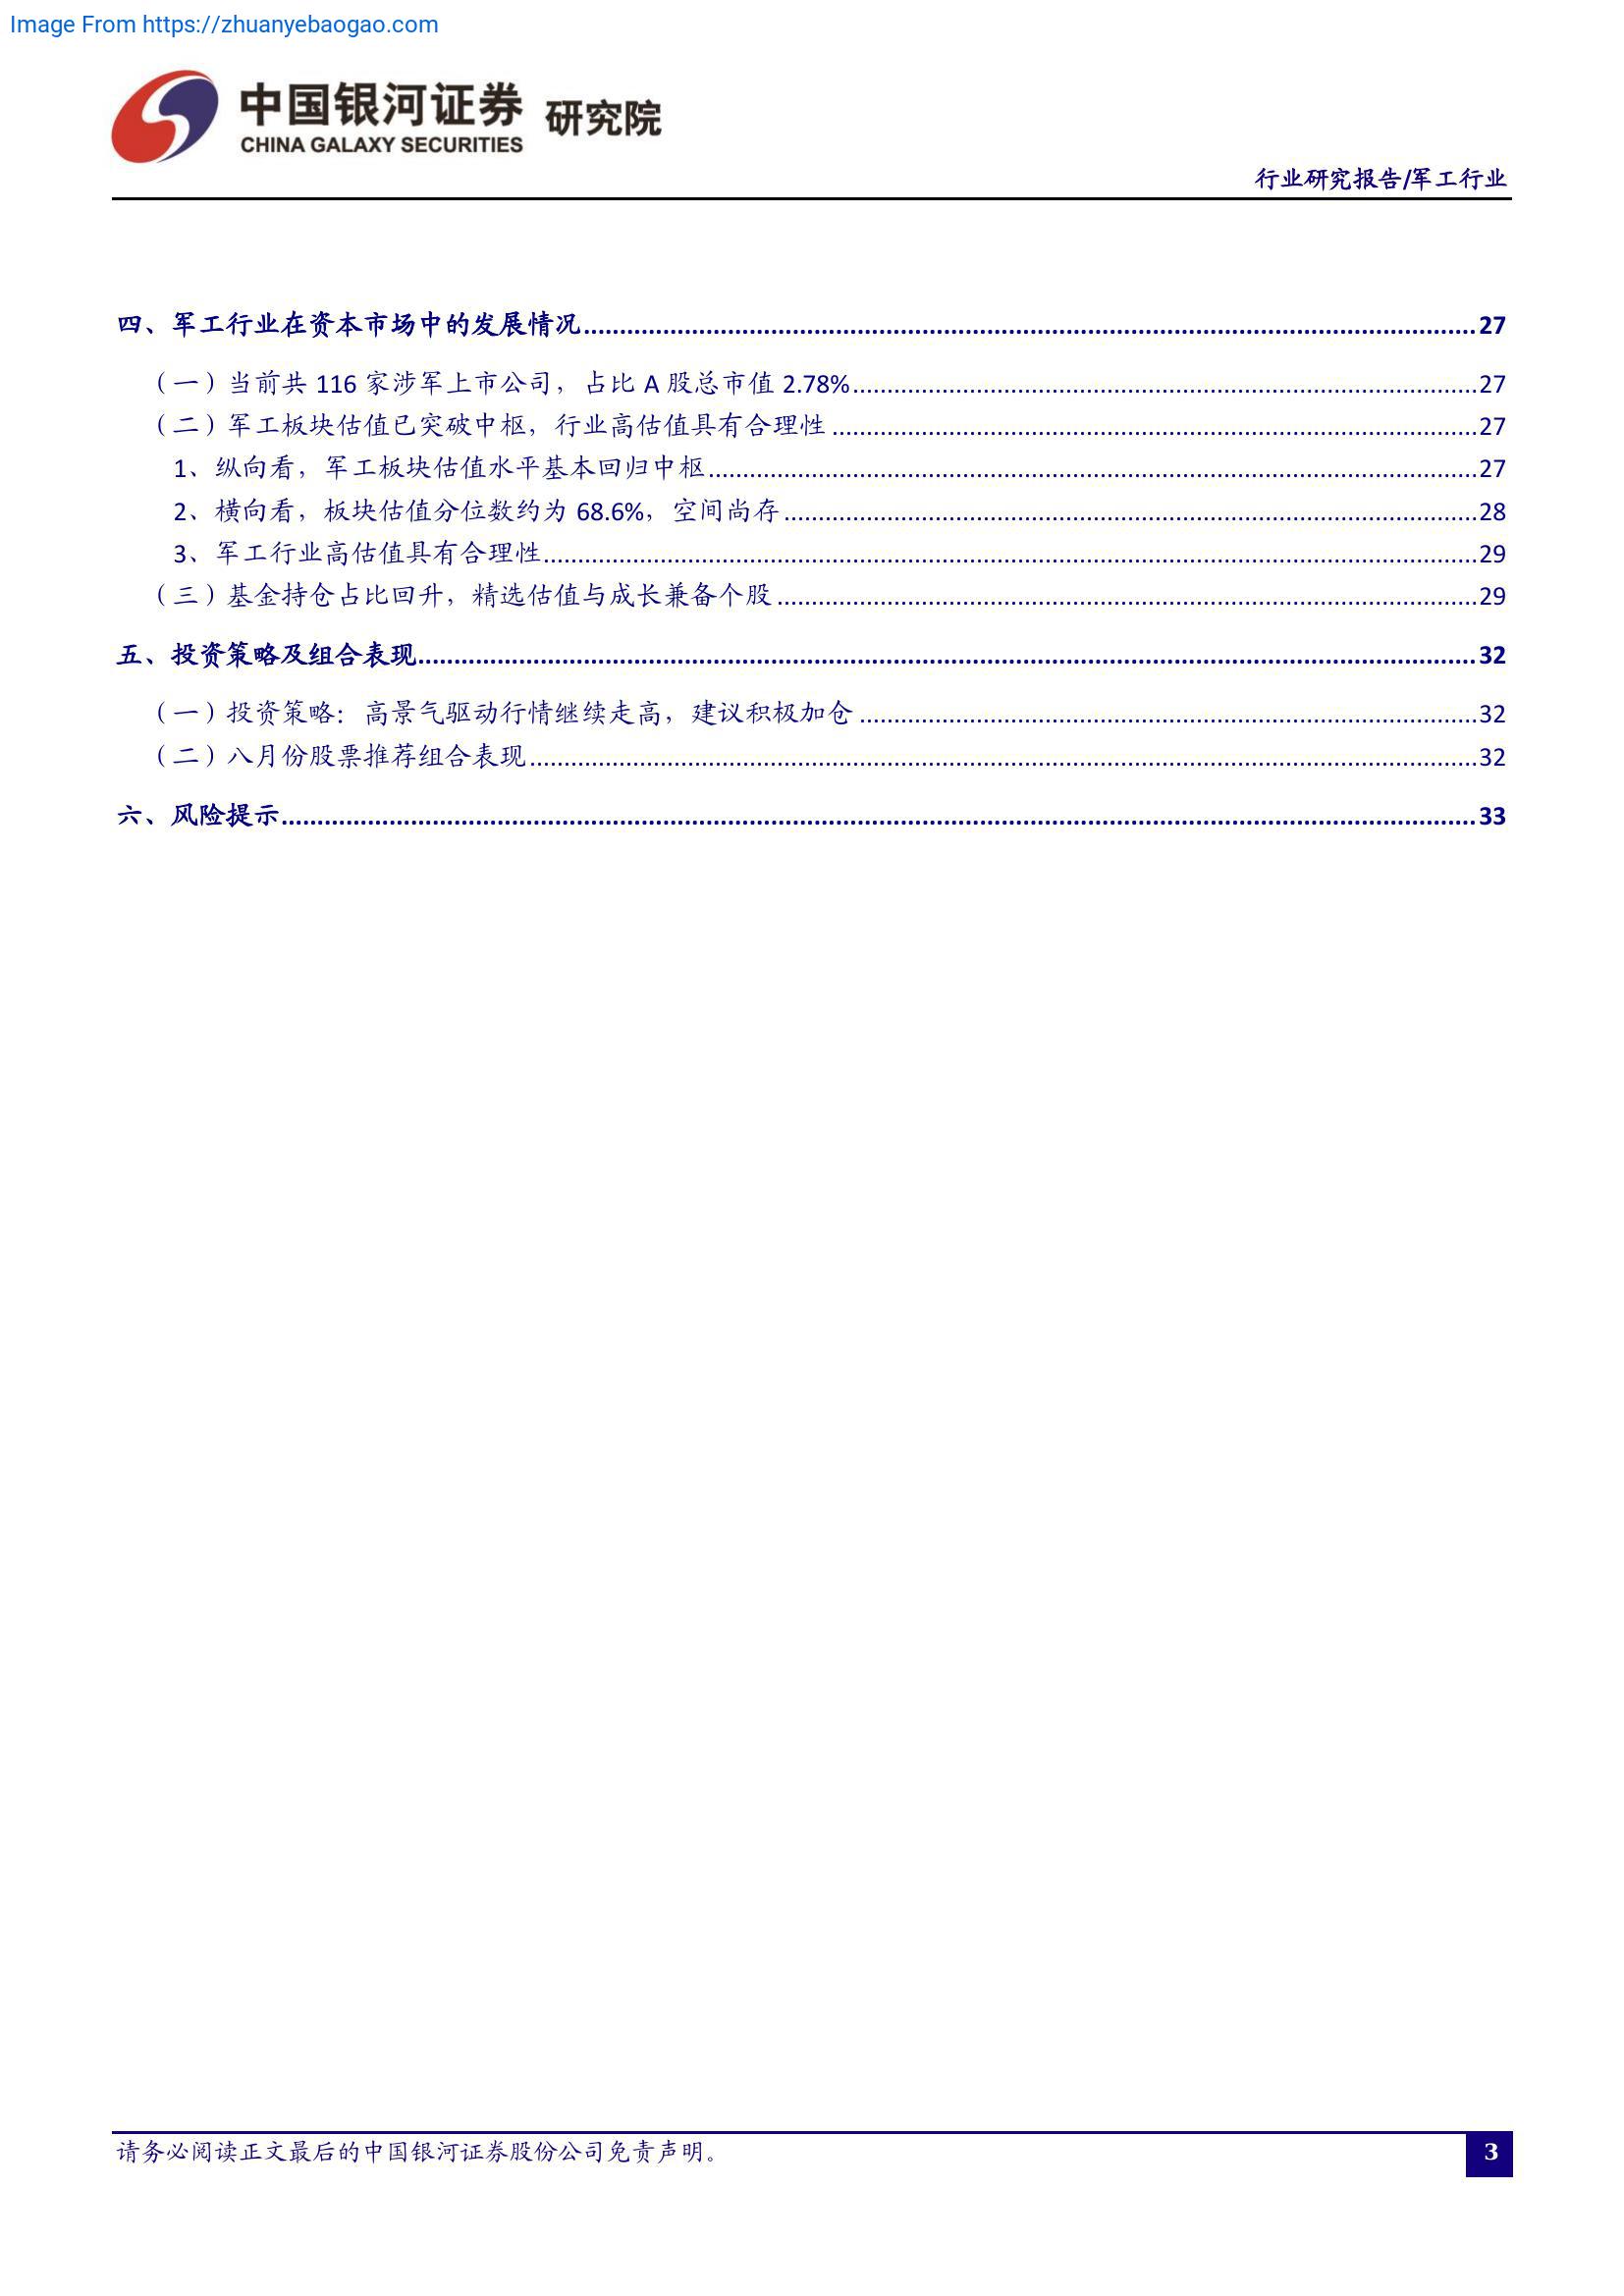 Image From https://zhuanyebaogao.com
中国银河证券 研究院
CHINA GALAXY SECURITIES
行业研究报告/军工行业
四、军工行业在资本市场中的发展情况 27
（一）当前共 116 家涉军上市公司，占比 A 股总市值 2.78% 27
（二）军工板块估值已突破中枢，行业高估值具有合理性 27
1、纵向看，军工板块估值水平基本回归中枢 27
2、横向看，板块估值分位数约为 68.6%，空间尚存 28
3、军工行业高估值具有合理性 29
（三）基金持仓占比回升，精选估值与成长兼备个股 29
五、投资策略及组合表现 32
（一）投资策略：高景气驱动行情继续走高，建议积极加仓 32
（二）八月份股票推荐组合表现 32
六、风险提示 33
请务必阅读正文最后的中国银河证券股份公司免责声明。
3